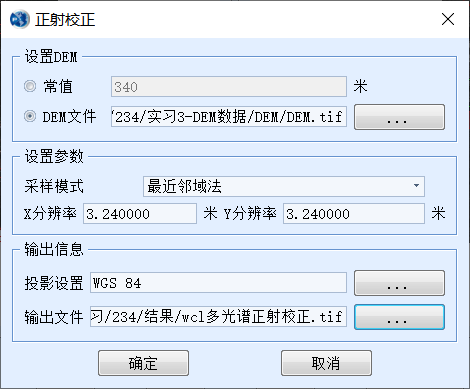 正射校正
设置DEM
常值 340 米
DEM文件 /234/实习3-DEM数据/DEM/DEM.tif ...
设置参数
采样模式 最近邻域法
X分辨率 3.240000 米 Y分辨率 3.240000 米
输出信息
投影设置 WGS 84 ...
输出文件 习/234/结果/wcl多光谱正射校正.tif ...
确定 取消